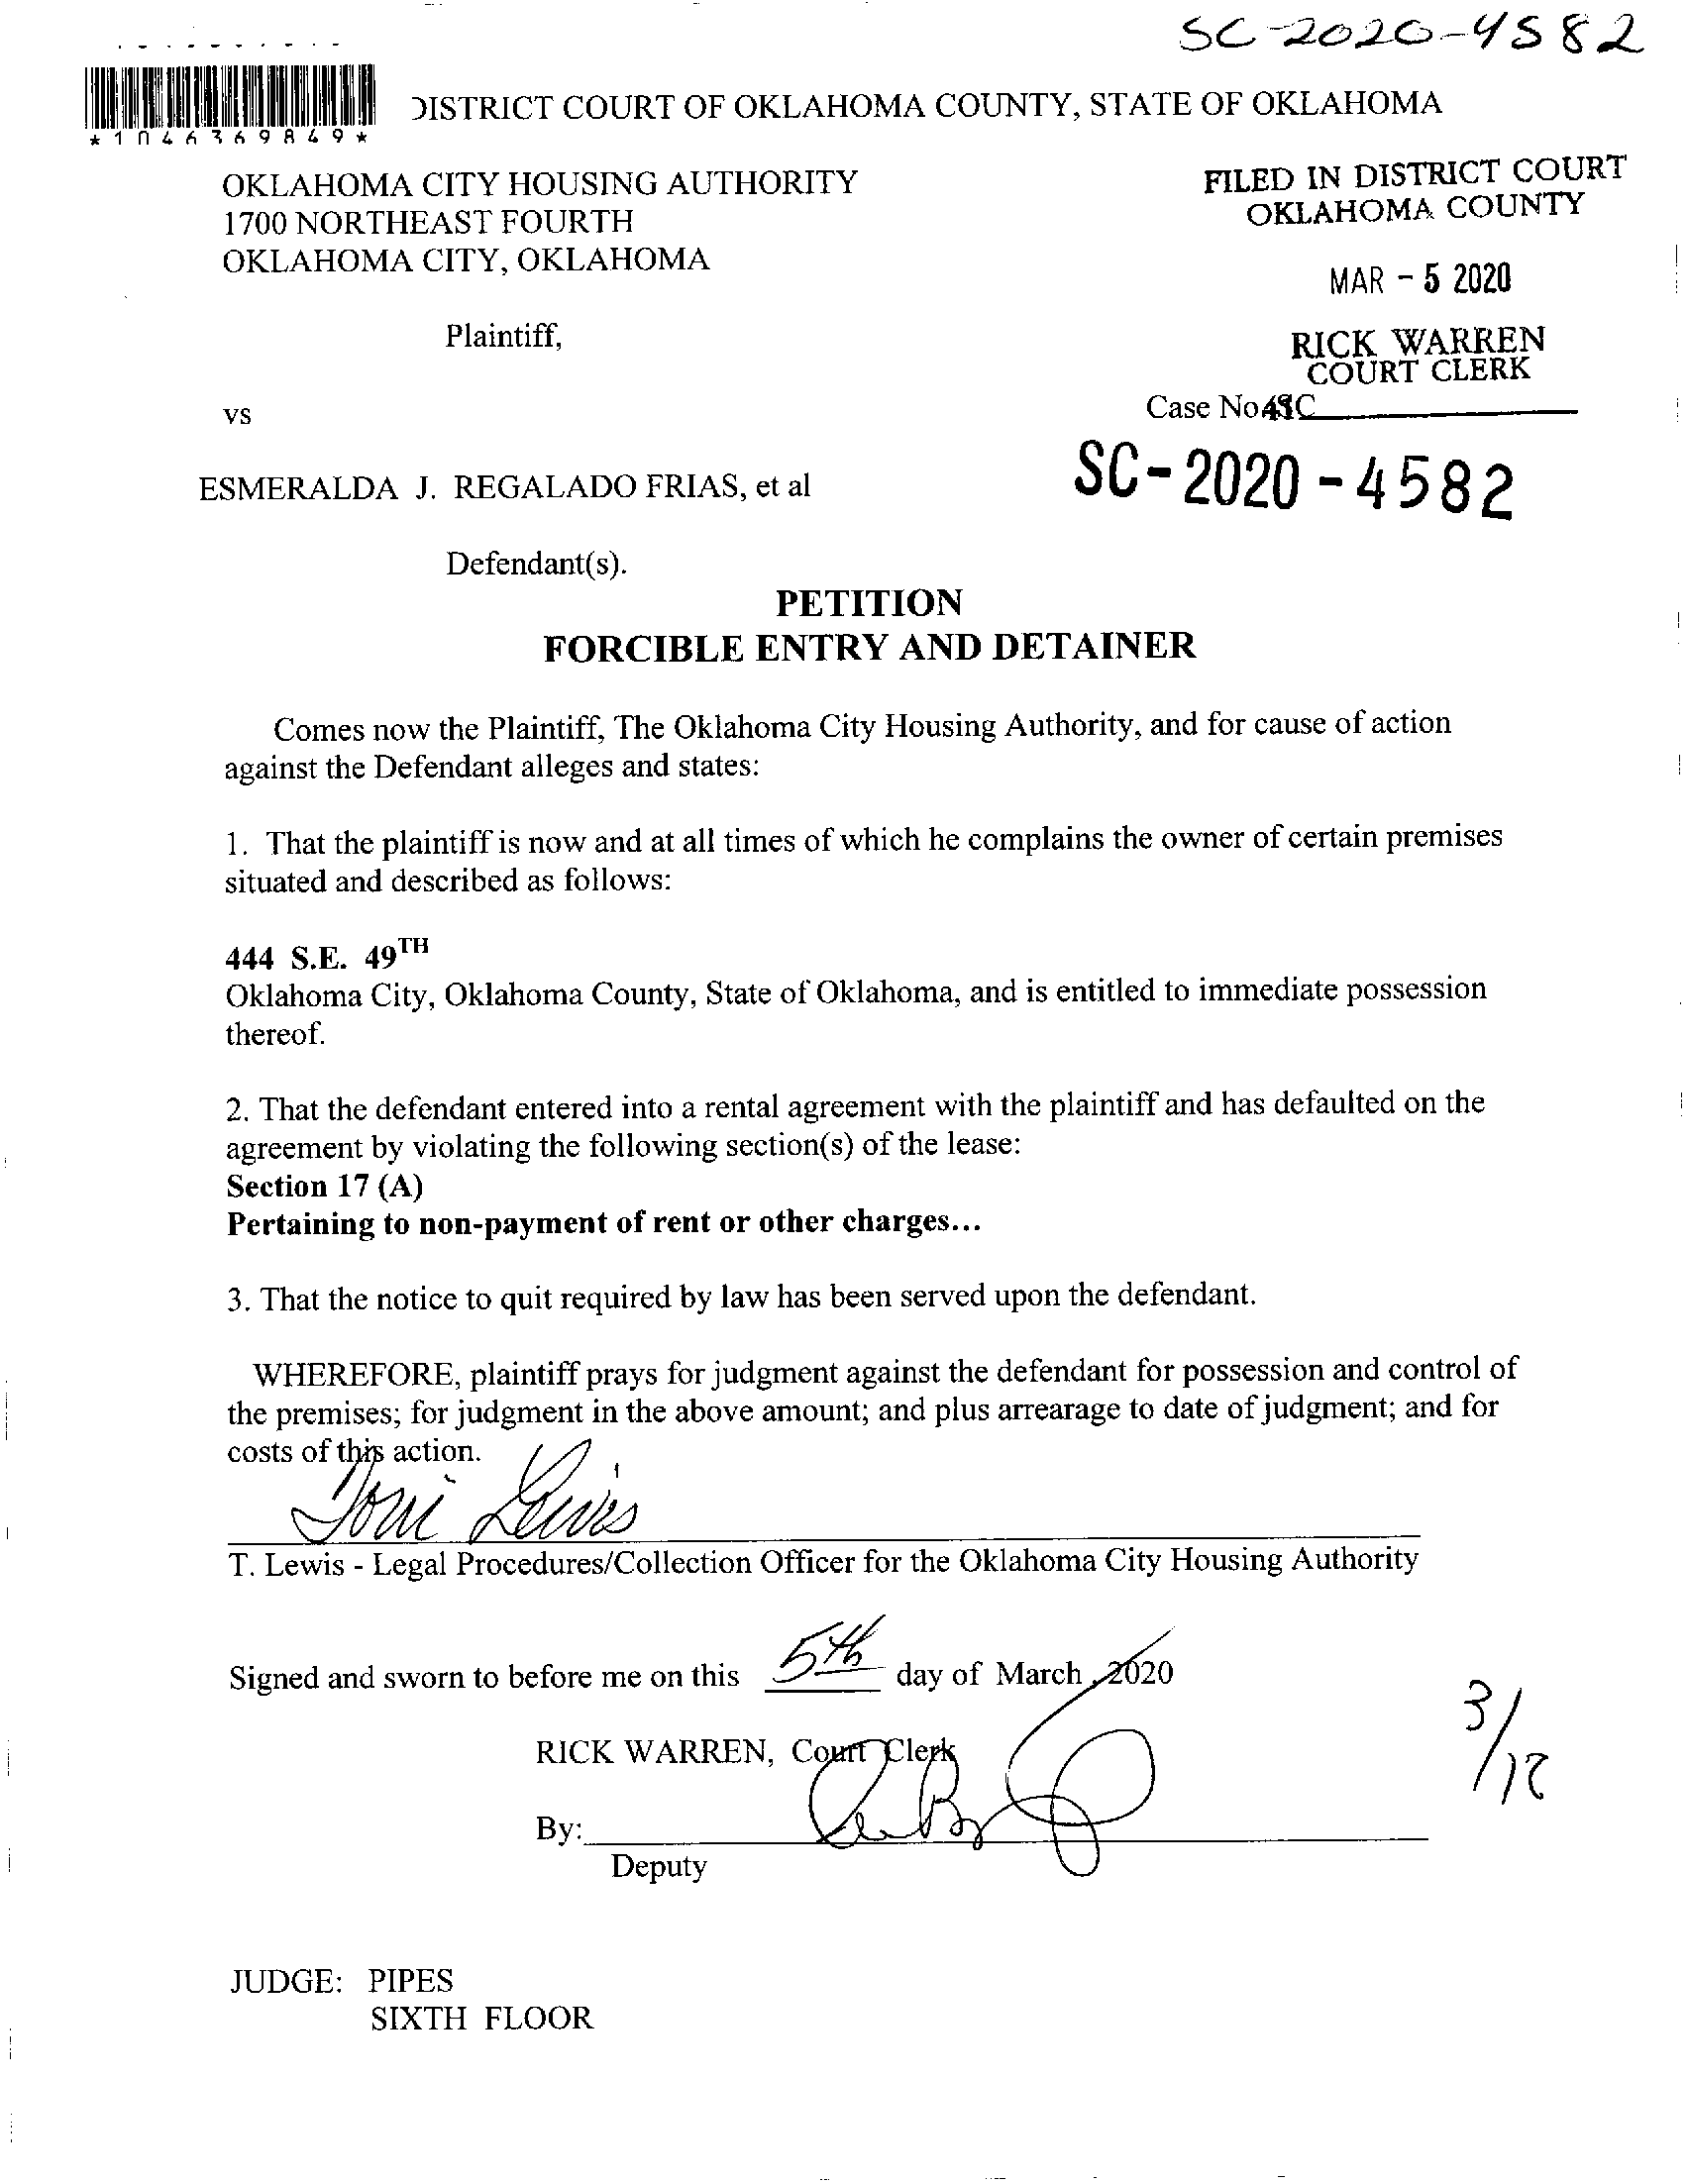 SC-2020-4582
DISTRICT COURT OF OKLAHOMA COUNTY, STATE OF OKLAHOMA
*1046369849*
OKLAHOMA CITY HOUSING AUTHORITY
1700 NORTHEAST FOURTH
OKLAHOMA CITY, OKLAHOMA
FILED IN DISTRICT COURT
OKLAHOMA COUNTY
MAR - 5 2020
RICK WARREN
COURT CLERK
Plaintiff,
vs
Case No
SC-2020-4582
ESMERALDA J. REGALADO FRIAS, et al
Defendant(s).
PETITION
FORCIBLE ENTRY AND DETAINER
Comes now the Plaintiff, The Oklahoma City Housing Authority, and for cause of action
against the Defendant alleges and states:
1. That the plaintiff is now and at all times of which he complains the owner of certain premises
situated and described as follows:
444 S.E. 49TH
Oklahoma City, Oklahoma County, State of Oklahoma, and is entitled to immediate possession
thereof.
2. That the defendant entered into a rental agreement with the plaintiff and has defaulted on the
agreement by violating the following section(s) of the lease:
Section 17 (A)
Pertaining to non-payment of rent or other charges...
3. That the notice to quit required by law has been served upon the defendant.
WHEREFORE, plaintiff prays for judgment against the defendant for possession and control of
the premises; for judgment in the above amount; and plus arrearage to date of judgment; and for
costs of this action.
Toni Lewis
T. Lewis - Legal Procedures/Collection Officer for the Oklahoma City Housing Authority
Signed and sworn to before me on this 5th day of March, 2020
RICK WARREN, Court Clerk
By:
Deputy
JUDGE: PIPES
SIXTH FLOOR